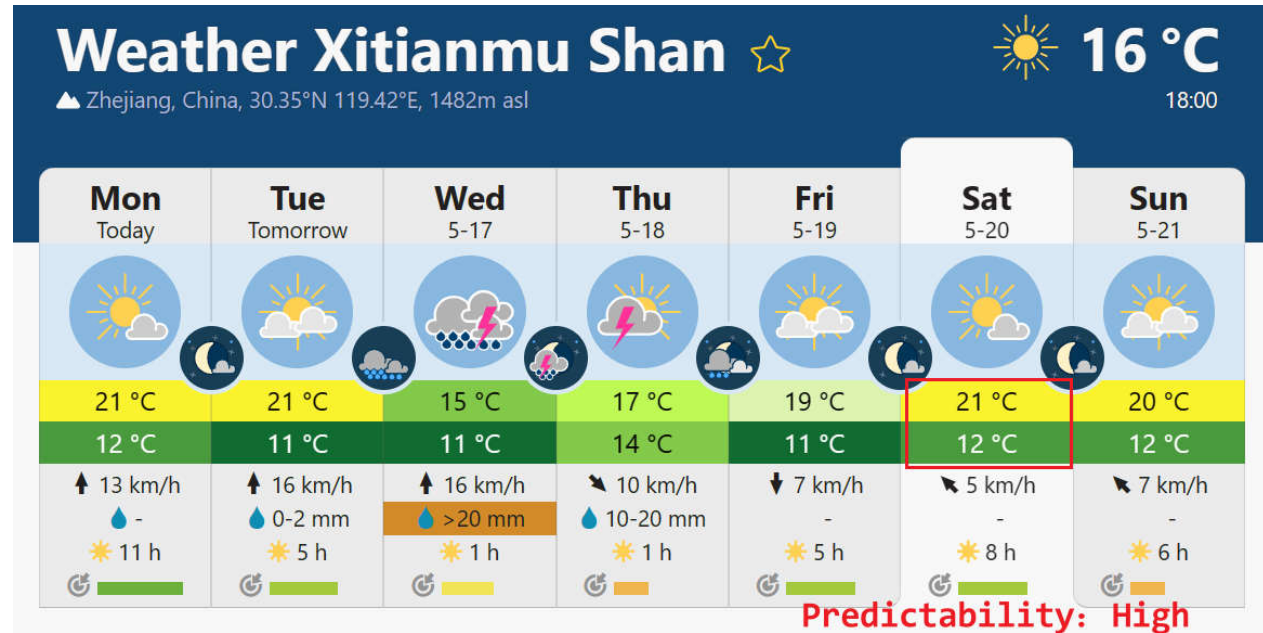 Weather Xitianmu Shan
16 °C
Zhejiang, China, 30.35°N 119.42°E, 1482m asl
18:00
Mon Tue Wed Thu Fri Sat Sun
Today Tomorrow 5-17 5-18 5-19 5-20 5-21
21 °C 21 °C 15 °C 17 °C 19 °C 21 °C 20 °C
12 °C 11 °C 11 °C 14 °C 11 °C 12 °C 12 °C
13 km/h 16 km/h 16 km/h 10 km/h 7 km/h 5 km/h 7 km/h
- 0-2 mm >20 mm 10-20 mm - - -
11 h 5 h 1 h 1 h 5 h 8 h 6 h
Predictability: High